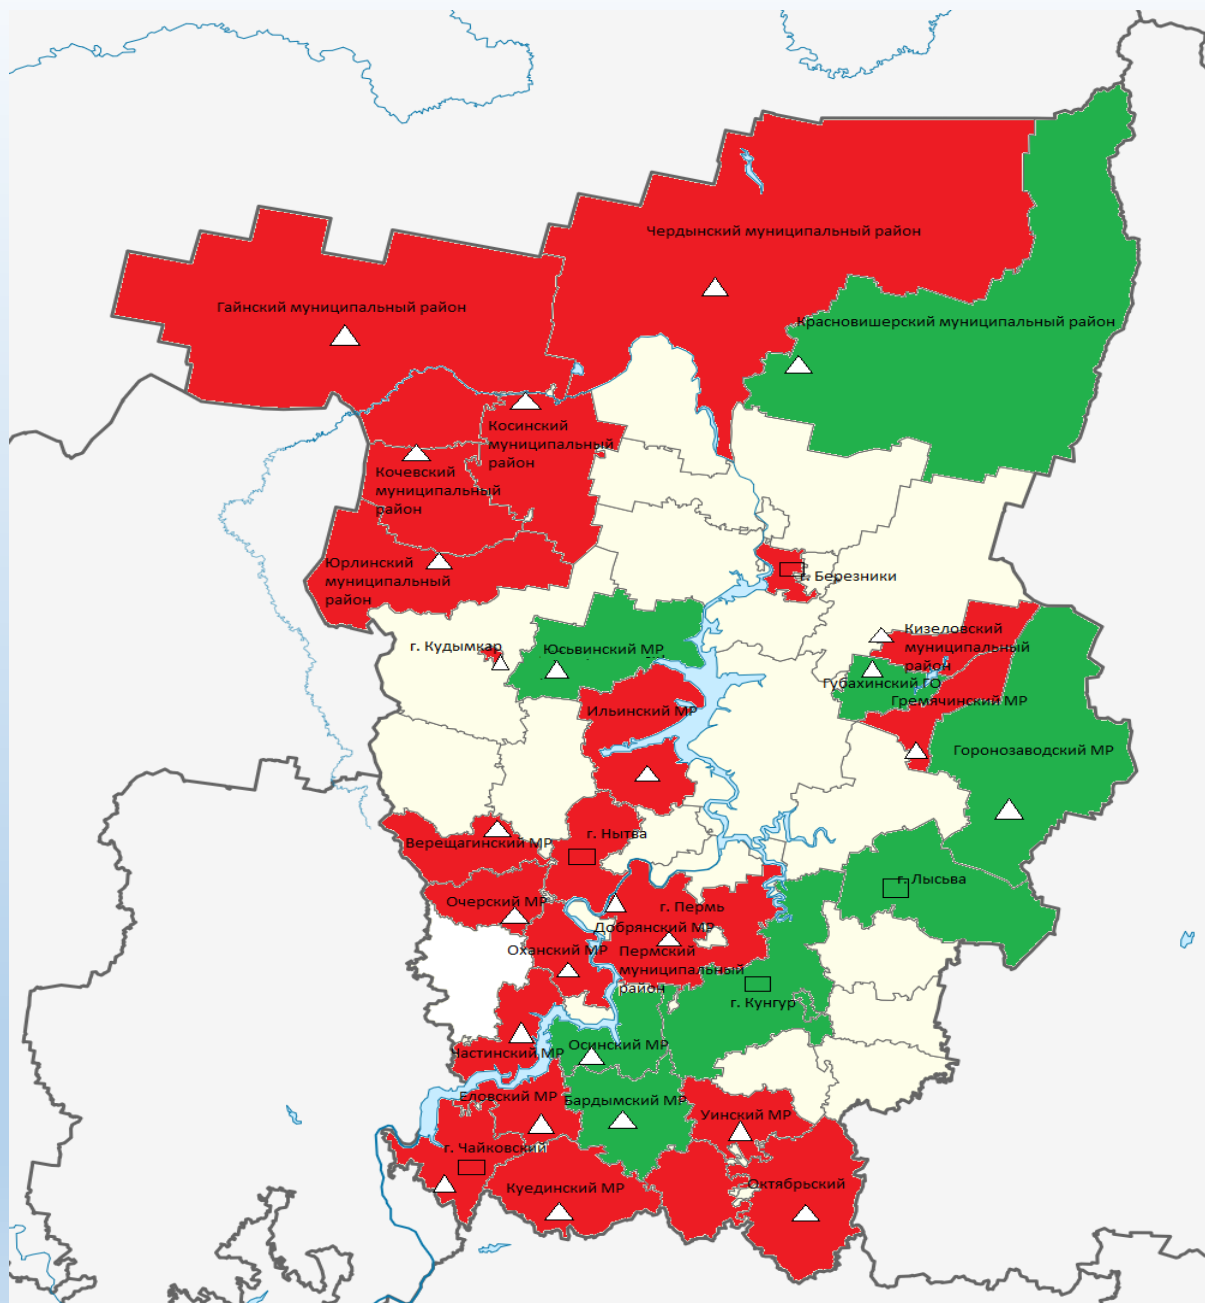 Чердынский муниципальный район
Гайнский муниципальный район
Красновишерский муниципальный район
Косинский
муниципальный
район
Кочевский
муниципальный
район
Юрлинский
муниципальный
район
г. Березники
г. Кудымкар
Юсьвинский МР
Кизеловский
муниципальный
район
Губахинский ГО
Гремячинский МР
Ильинский МР
Горонозаводский МР
г. Нытва
Верещагинский МР
г. Лысьва
Очерский МР
г. Пермь
Добрянский МР
Оханский МР
Пермский
муниципальный
район
г. Кунгур
Осинский МР
Частинский МР
Еловский МР
Бардымский МР
Уинский МР
г. Чайковский
Куединский МР
Октябрьский